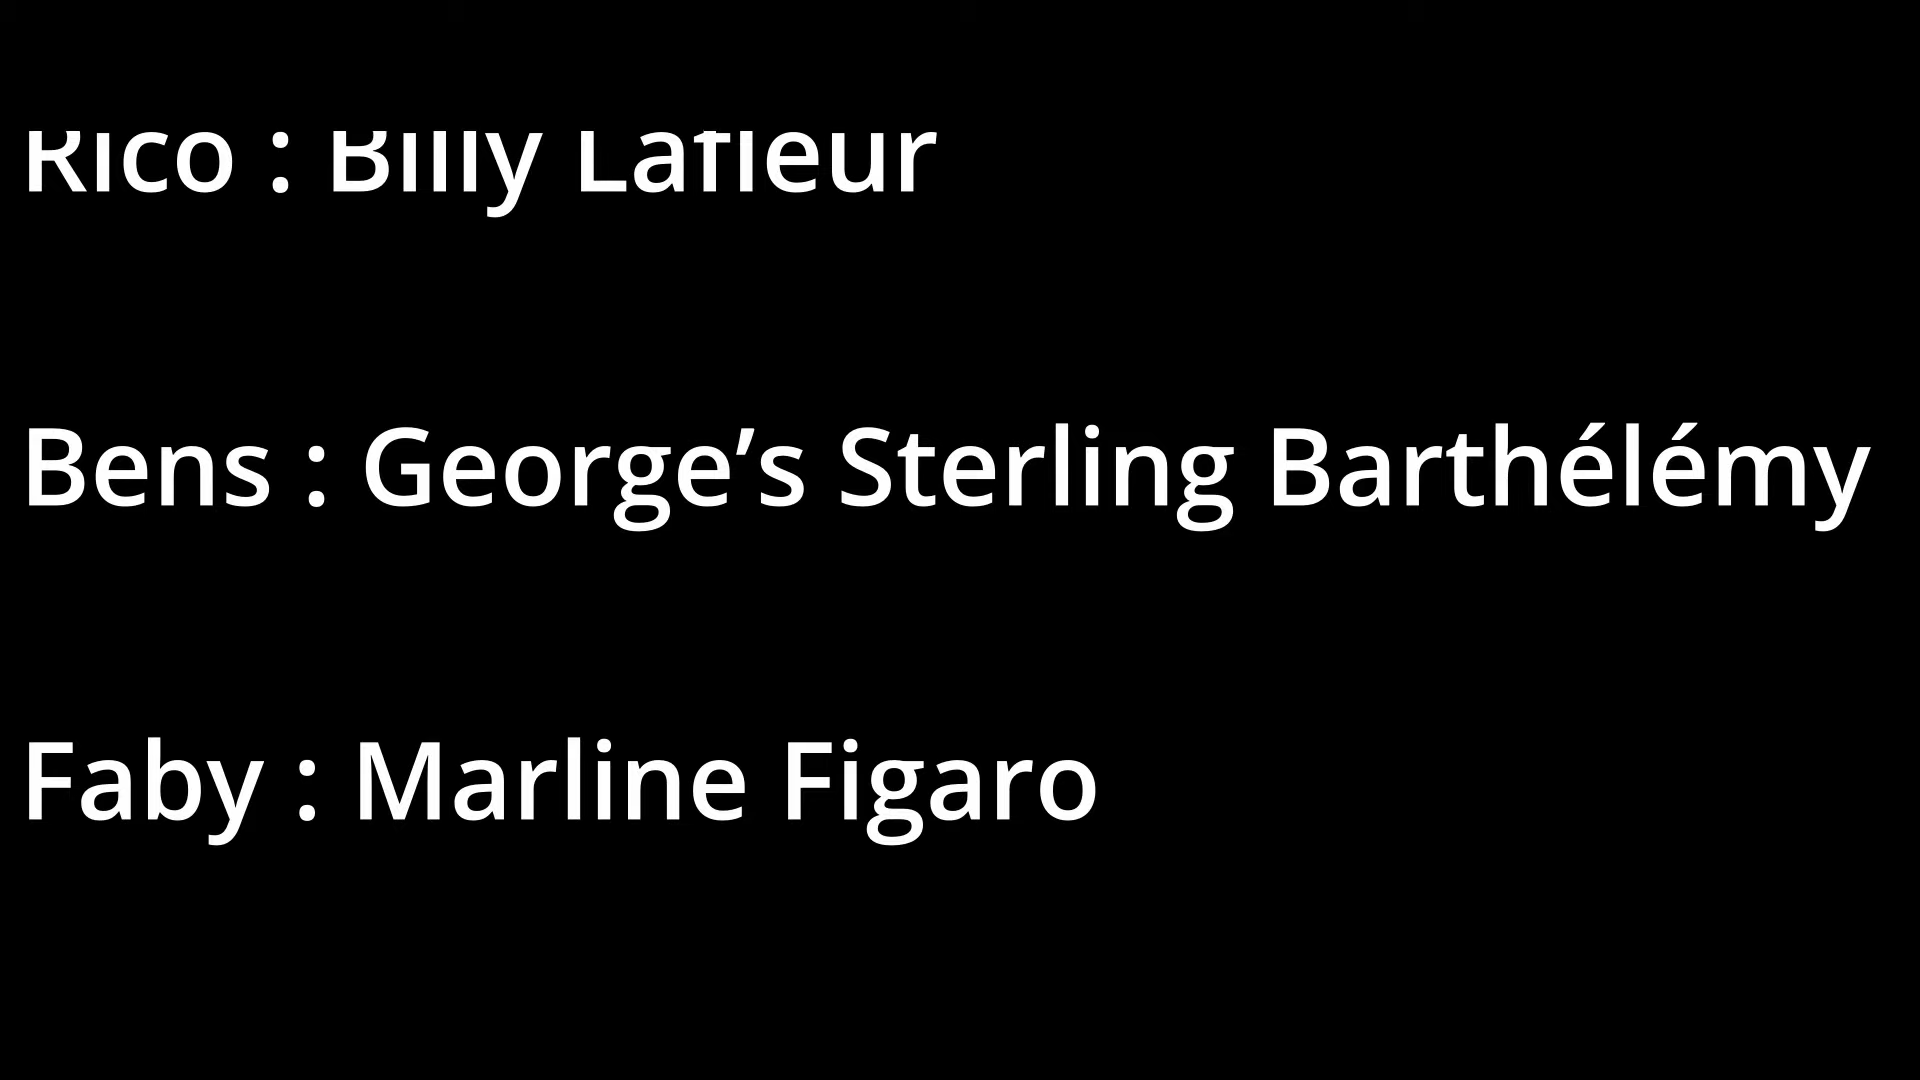 Rico : Billy Lafleur
Bens : George’s Sterling Barthélémy
Faby : Marline Figaro